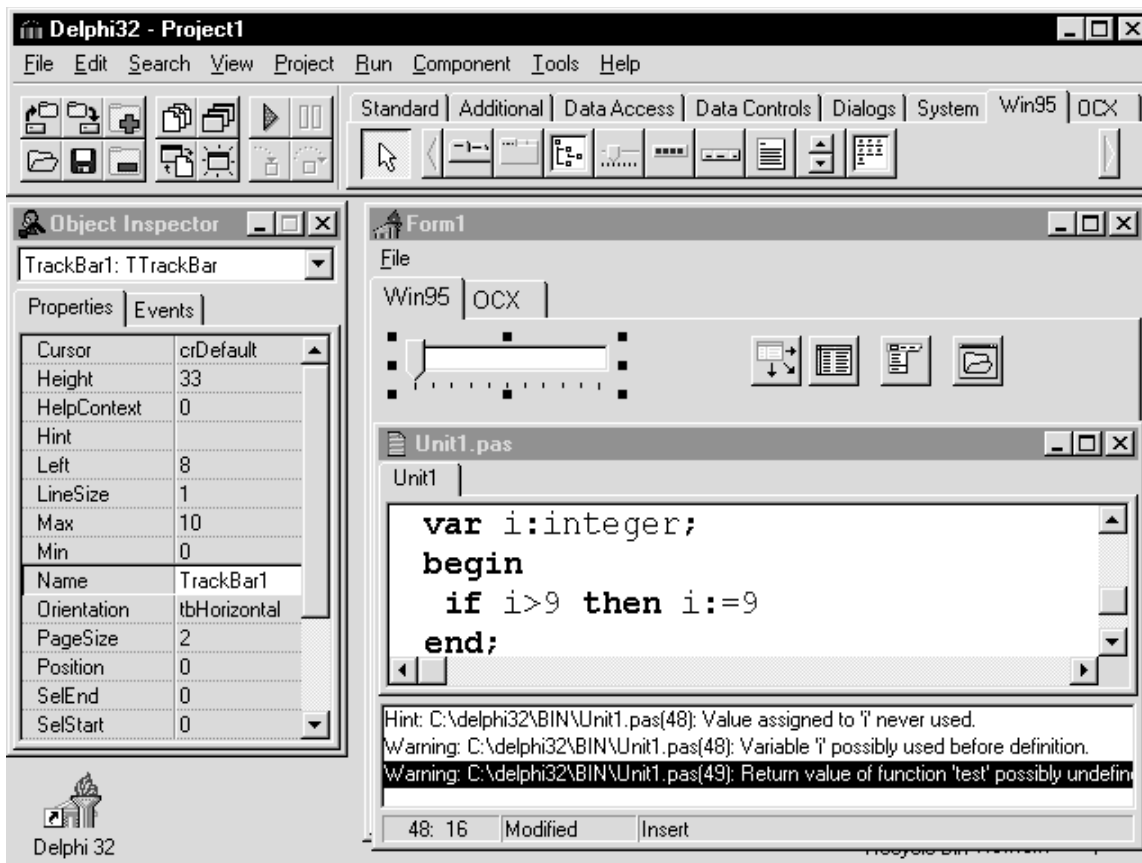 Delphi32 - Project1
File Edit Search View Project Run Component Tools Help
Standard Additional Data Access Data Controls Dialogs System Win95 OCX
Object Inspector
TrackBar1: TTrackBar
Properties Events
Cursor crDefault
Height 33
HelpContext 0
Hint
Left 8
LineSize 1
Max 10
Min 0
Name TrackBar1
Orientation tbHorizontal
PageSize 2
Position 0
SelEnd 0
SelStart 0
Form1
File
Win95 OCX
Unit1.pas
Unit1
var i:integer;
begin
if i>9 then i:=9
end;
Hint: C:\delphi32\BIN\Unit1.pas(48): Value assigned to 'i' never used.
Warning: C:\delphi32\BIN\Unit1.pas(48): Variable 'i' possibly used before definition.
Warning: C:\delphi32\BIN\Unit1.pas(49): Return value of function 'test' possibly undefin
48: 16 Modified Insert
Delphi 32